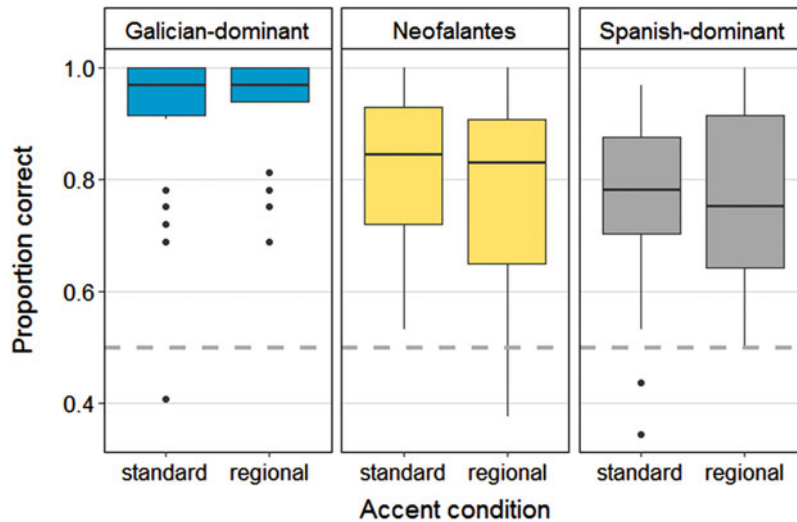 Galician-dominant
Neofalantes
Spanish-dominant
Proportion correct
1.0
0.8
0.6
0.4
standard
regional
standard
regional
standard
regional
Accent condition